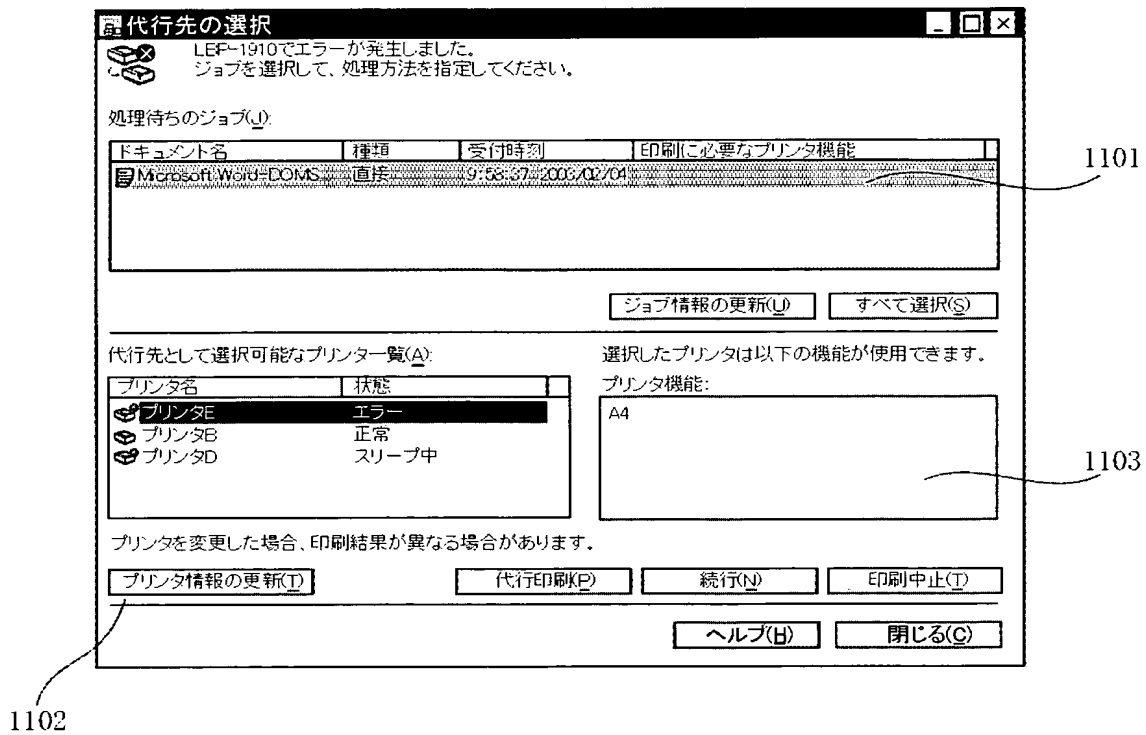 代行先の選択
LBP-1910でエラーが発生しました。
ジョブを選択して、処理方法を指定してください。
処理待ちのジョブ(J):
ドキュメント名 種類 受付時刻 印刷に必要なプリンタ機能
Microsoft Word-DOMS... 直接 9:58:37 2003/02/04
1101
ジョブ情報の更新(U) すべて選択(S)
代行先として選択可能なプリンター覧(A): 選択したプリンタは以下の機能が使用できます。
プリンタ名 状態 プリンタ機能:
プリンタE エラー A4
プリンタB 正常
プリンタD スリープ中
1103
プリンタを変更した場合、印刷結果が異なる場合があります。
プリンタ情報の更新(T) 代行印刷(P) 続行(N) 印刷中止(T)
ヘルプ(H) 閉じる(C)
1102